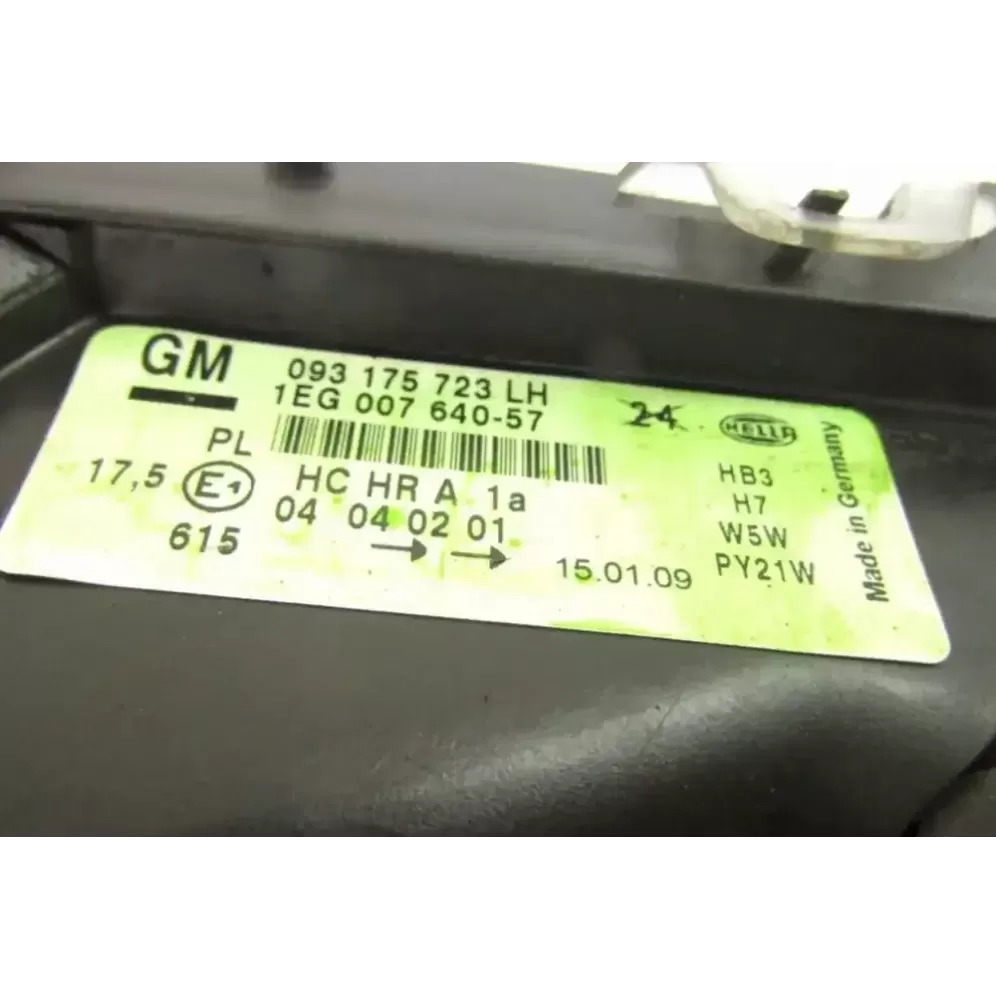 GM
093 175 723 LH
1EG 007 640-57
24
HELLA
PL
17,5 E1
HC HR A 1a
04 04 02 01
615
→ →
15.01.09
HB3
H7
W5W
PY21W
Made in Germany